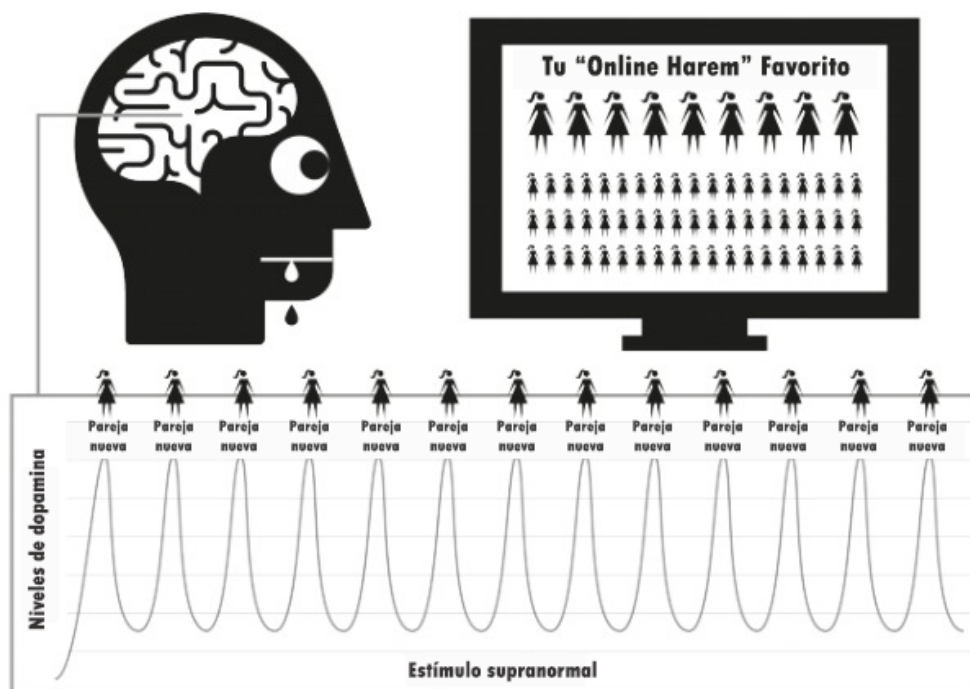 Tu “Online Harem” Favorito
Pareja Pareja Pareja Pareja Pareja Pareja Pareja Pareja Pareja Pareja Pareja Pareja Pareja
nueva nueva nueva nueva nueva nueva nueva nueva nueva nueva nueva nueva nueva
Niveles de dopamina
Estímulo supranormal